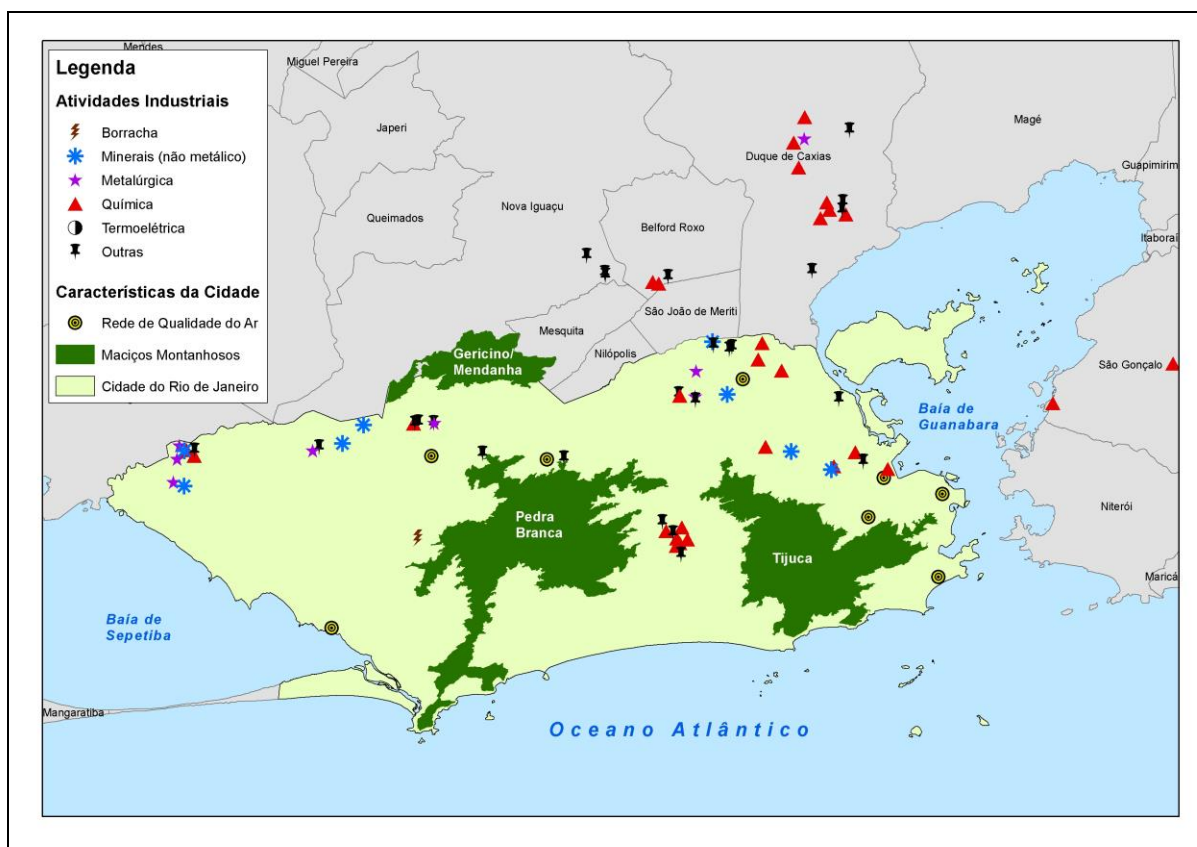 Mendes
Miguel Pereira
Legenda
Atividades Industriais
Borracha
Minerais (não metálico)
Metalúrgica
Química
Termoelétrica
Outras
Características da Cidade
Rede de Qualidade do Ar
Maciços Montanhosos
Cidade do Rio de Janeiro
Japeri
Magé
Duque de Caxias
Guapimirim
Nova Iguaçu
Queimados
Belford Roxo
Itaboraí
São João de Meriti
Mesquita
Nilópolis
Gericino/
Mendanha
São Gonçalo
Baía de
Guanabara
Niterói
Pedra
Branca
Tijuca
Maricá
Baía de
Sepetiba
Mangaratiba
Oceano Atlântico